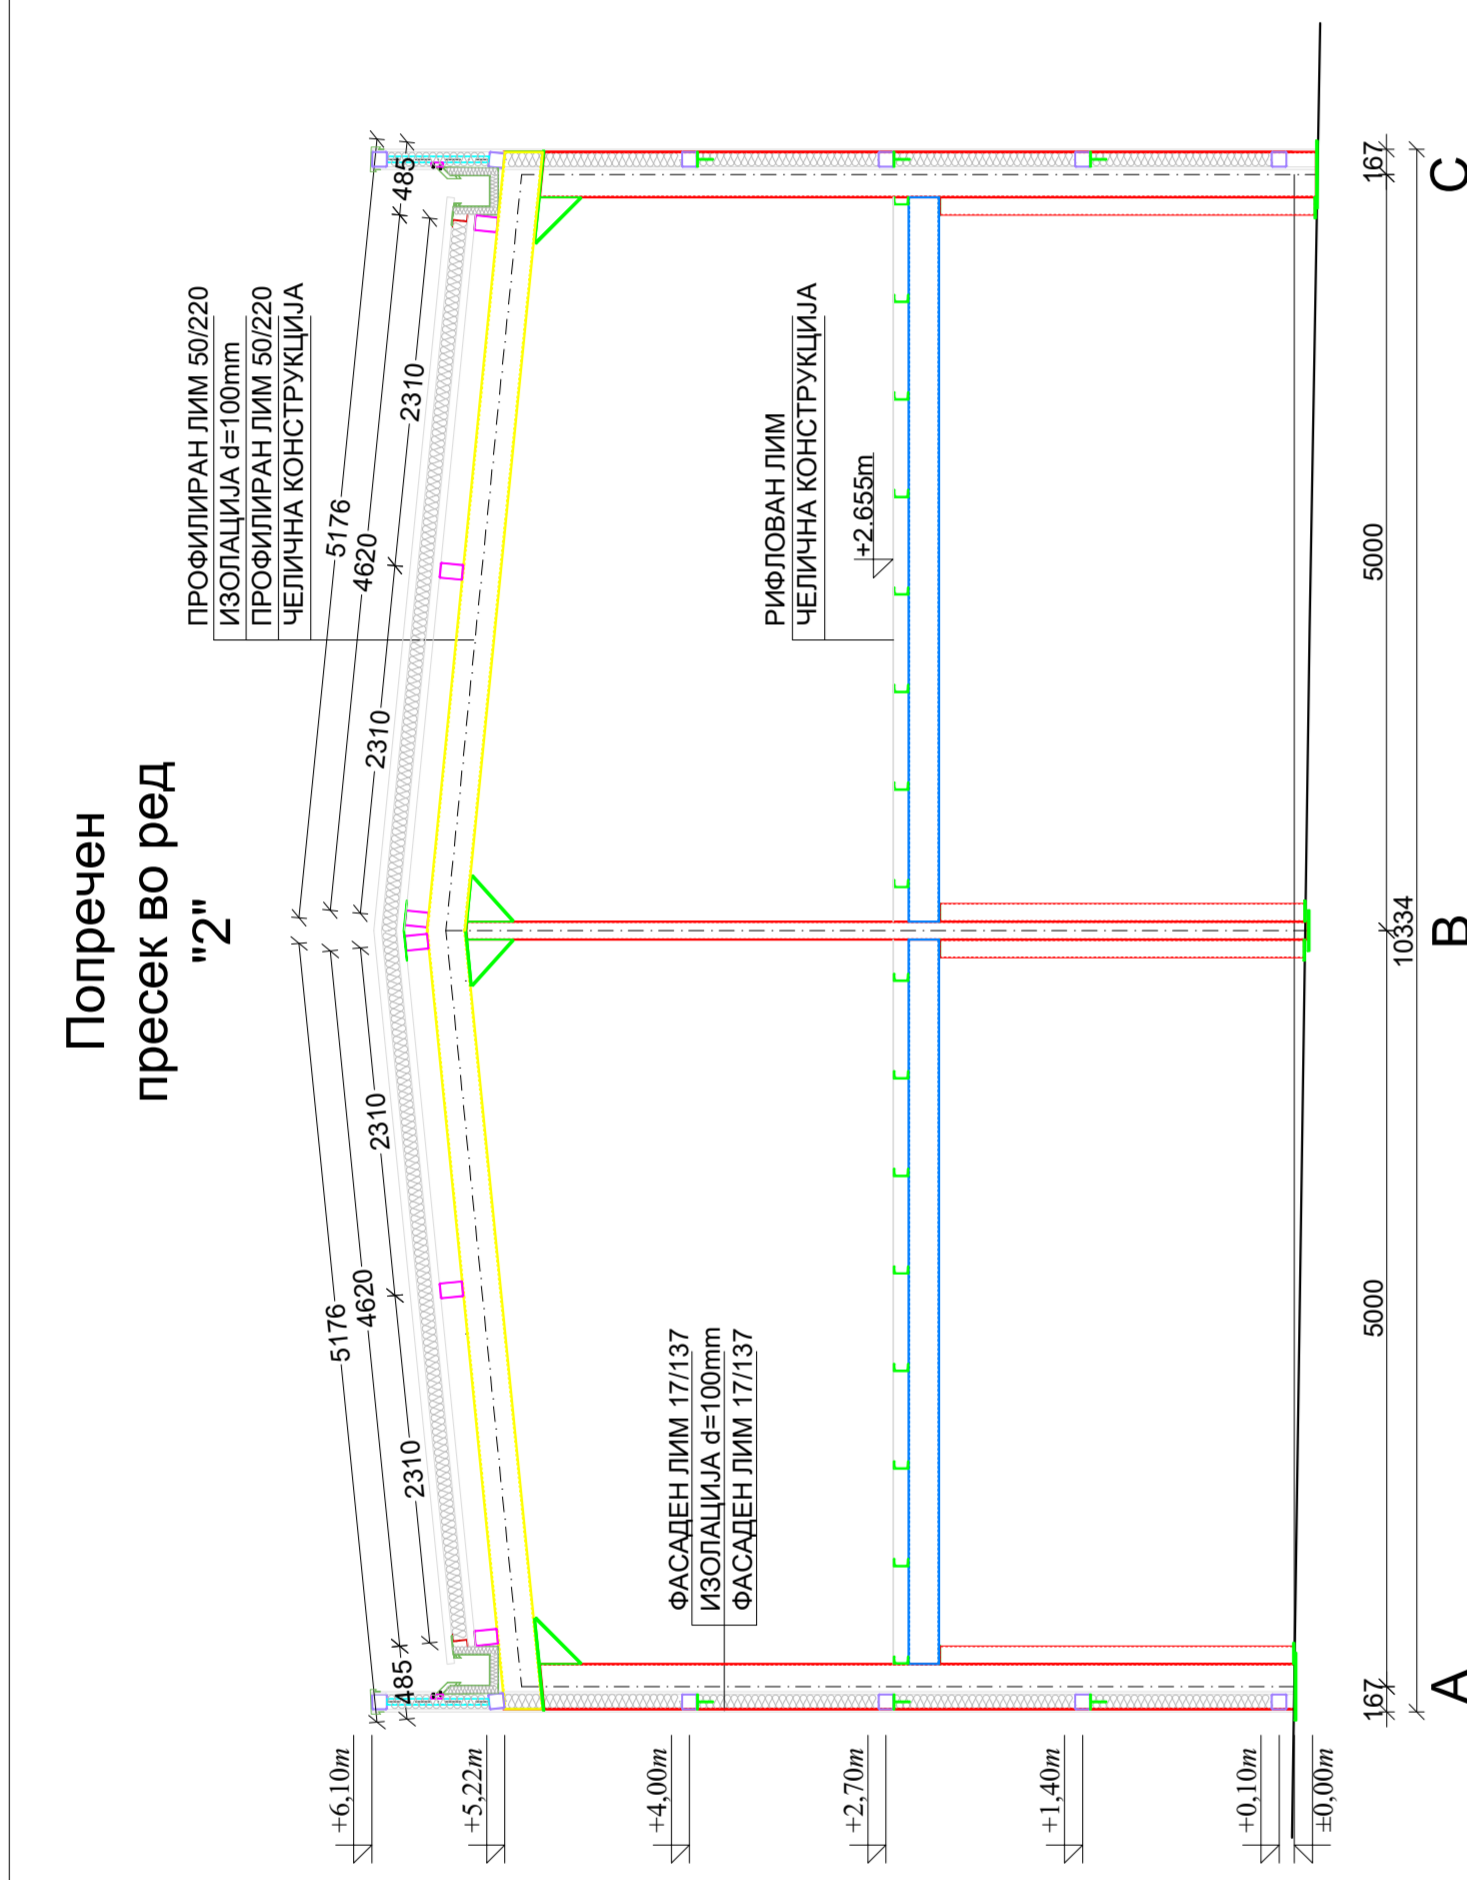 Попречен
пресек во ред
"2"
5176
4620
2310
2310
485
5176
4620
2310
2310
485
ПРОФИЛИРАН ЛИМ 50/220
ИЗОЛАЦИЈА d=100mm
ПРОФИЛИРАН ЛИМ 50/220
ЧЕЛИЧНА КОНСТРУКЦИЈА
РИФЛОВАН ЛИМ
ЧЕЛИЧНА КОНСТРУКЦИЈА
+2.655m
ФАСАДЕН ЛИМ 17/137
ИЗОЛАЦИЈА d=100mm
ФАСАДЕН ЛИМ 17/137
+6,10m
+5,22m
+4,00m
+2,70m
+1,40m
+0,10m
±0,00m
167
5000
5000
167
10334
A
B
C